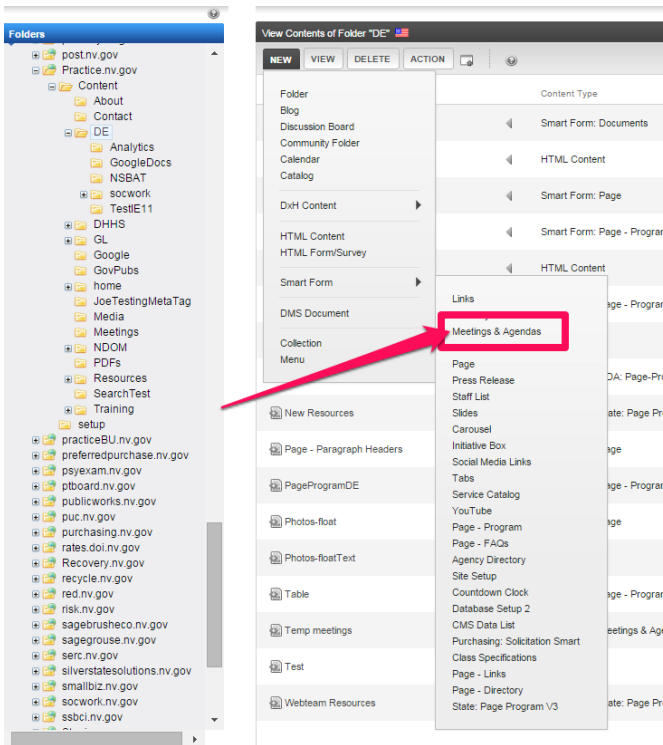 Folders
post.nv.gov
Practice.nv.gov
Content
About
Contact
DE
Analytics
GoogleDocs
NSBAT
socwork
TestIE11
DHHS
GL
Google
GovPubs
home
JoeTestingMetaTag
Media
Meetings
NDOM
PDFs
Resources
SearchTest
Training
setup
practiceBU.nv.gov
preferredpurchase.nv.gov
psyexam.nv.gov
ptboard.nv.gov
publicworks.nv.gov
puc.nv.gov
purchasing.nv.gov
rates.doi.nv.gov
Recovery.nv.gov
recycle.nv.gov
red.nv.gov
risk.nv.gov
sagebrusheco.nv.gov
sagegrouse.nv.gov
serc.nv.gov
silverstatesolutions.nv.gov
smallbiz.nv.gov
socwork.nv.gov
ssbci.nv.gov
View Contents of Folder "DE"
NEW VIEW DELETE ACTION
Folder
Blog
Discussion Board
Community Folder
Calendar
Catalog
DxH Content
HTML Content
HTML Form/Survey
Smart Form
DMS Document
Collection
Menu
Content Type
Smart Form: Documents
HTML Content
Smart Form: Page
Smart Form: Page - Program
HTML Content
Links
Meetings & Agendas
Page
Press Release
Staff List
Slides
Carousel
Initiative Box
Social Media Links
Tabs
Service Catalog
YouTube
Page - Program
Page - FAQs
Agency Directory
Site Setup
Countdown Clock
Database Setup 2
CMS Data List
Purchasing: Solicitation Smart
Class Specifications
Page - Links
Page - Directory
State: Page Program V3
New Resources
Page - Paragraph Headers
PageProgramDE
Photos-float
Photos-floatText
Table
Temp meetings
Test
Webteam Resources